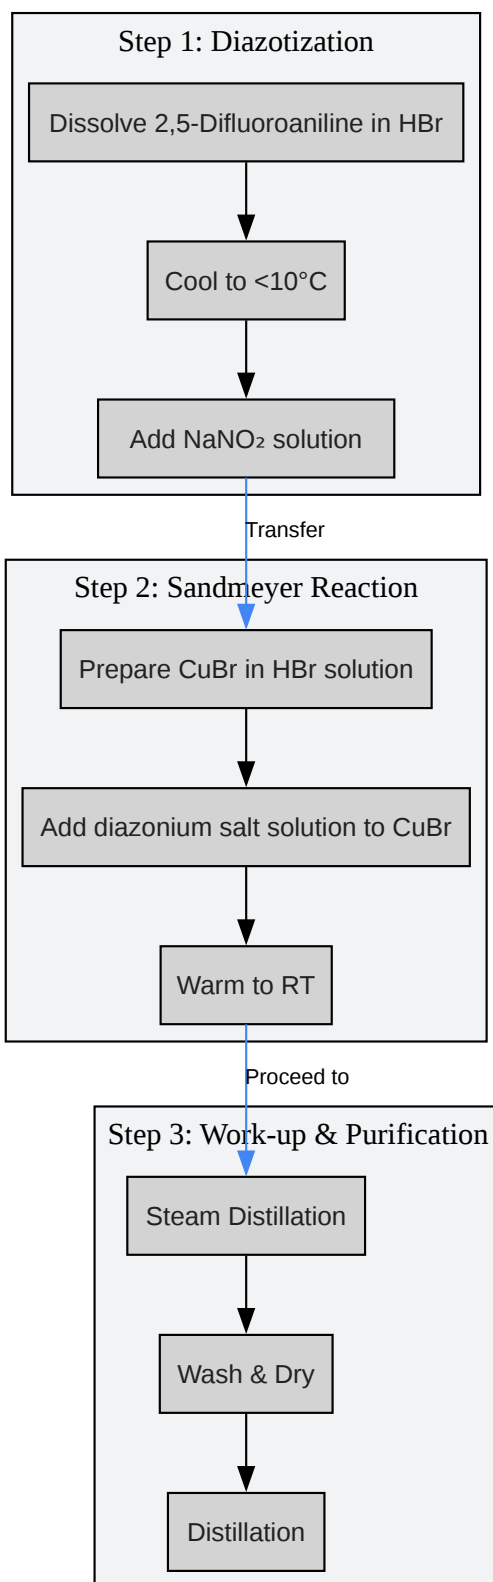 Step 1: Diazotization
Dissolve 2,5-Difluoroaniline in HBr
Cool to <10°C
Add NaNO₂ solution
Transfer
Step 2: Sandmeyer Reaction
Prepare CuBr in HBr solution
Add diazonium salt solution to CuBr
Warm to RT
Proceed to
Step 3: Work-up & Purification
Steam Distillation
Wash & Dry
Distillation